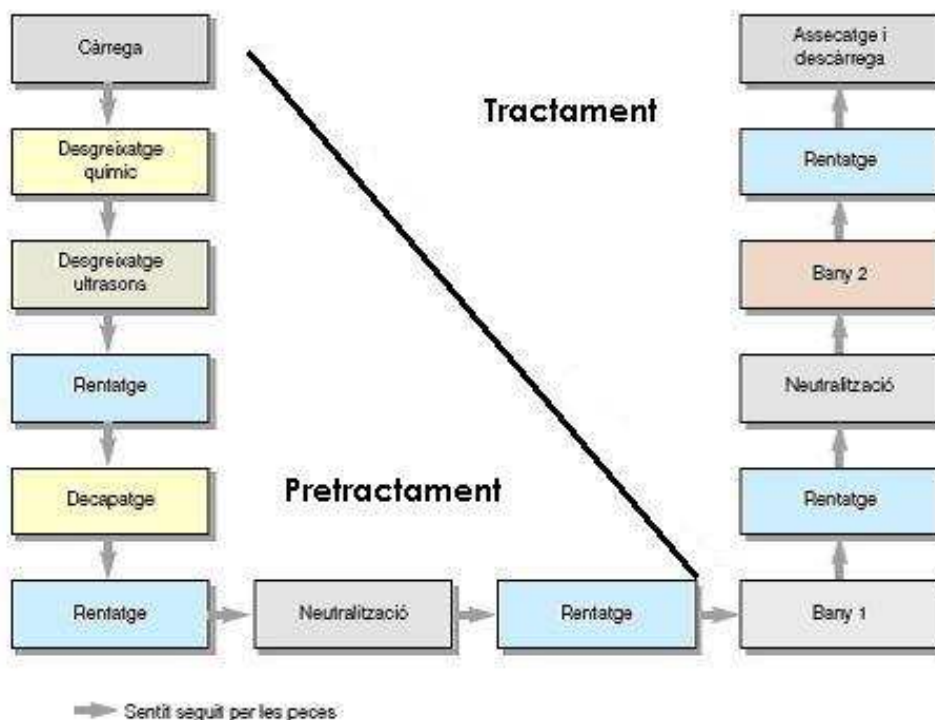 Càrrega
Desgreixatge
químic
Desgreixatge
ultrasons
Rentatge
Decapatge
Rentatge
Neutralització
Rentatge
Bany 1
Rentatge
Neutralització
Bany 2
Rentatge
Assecatge i
descàrrega
Tractament
Pretractament
Sentit seguit per les peces